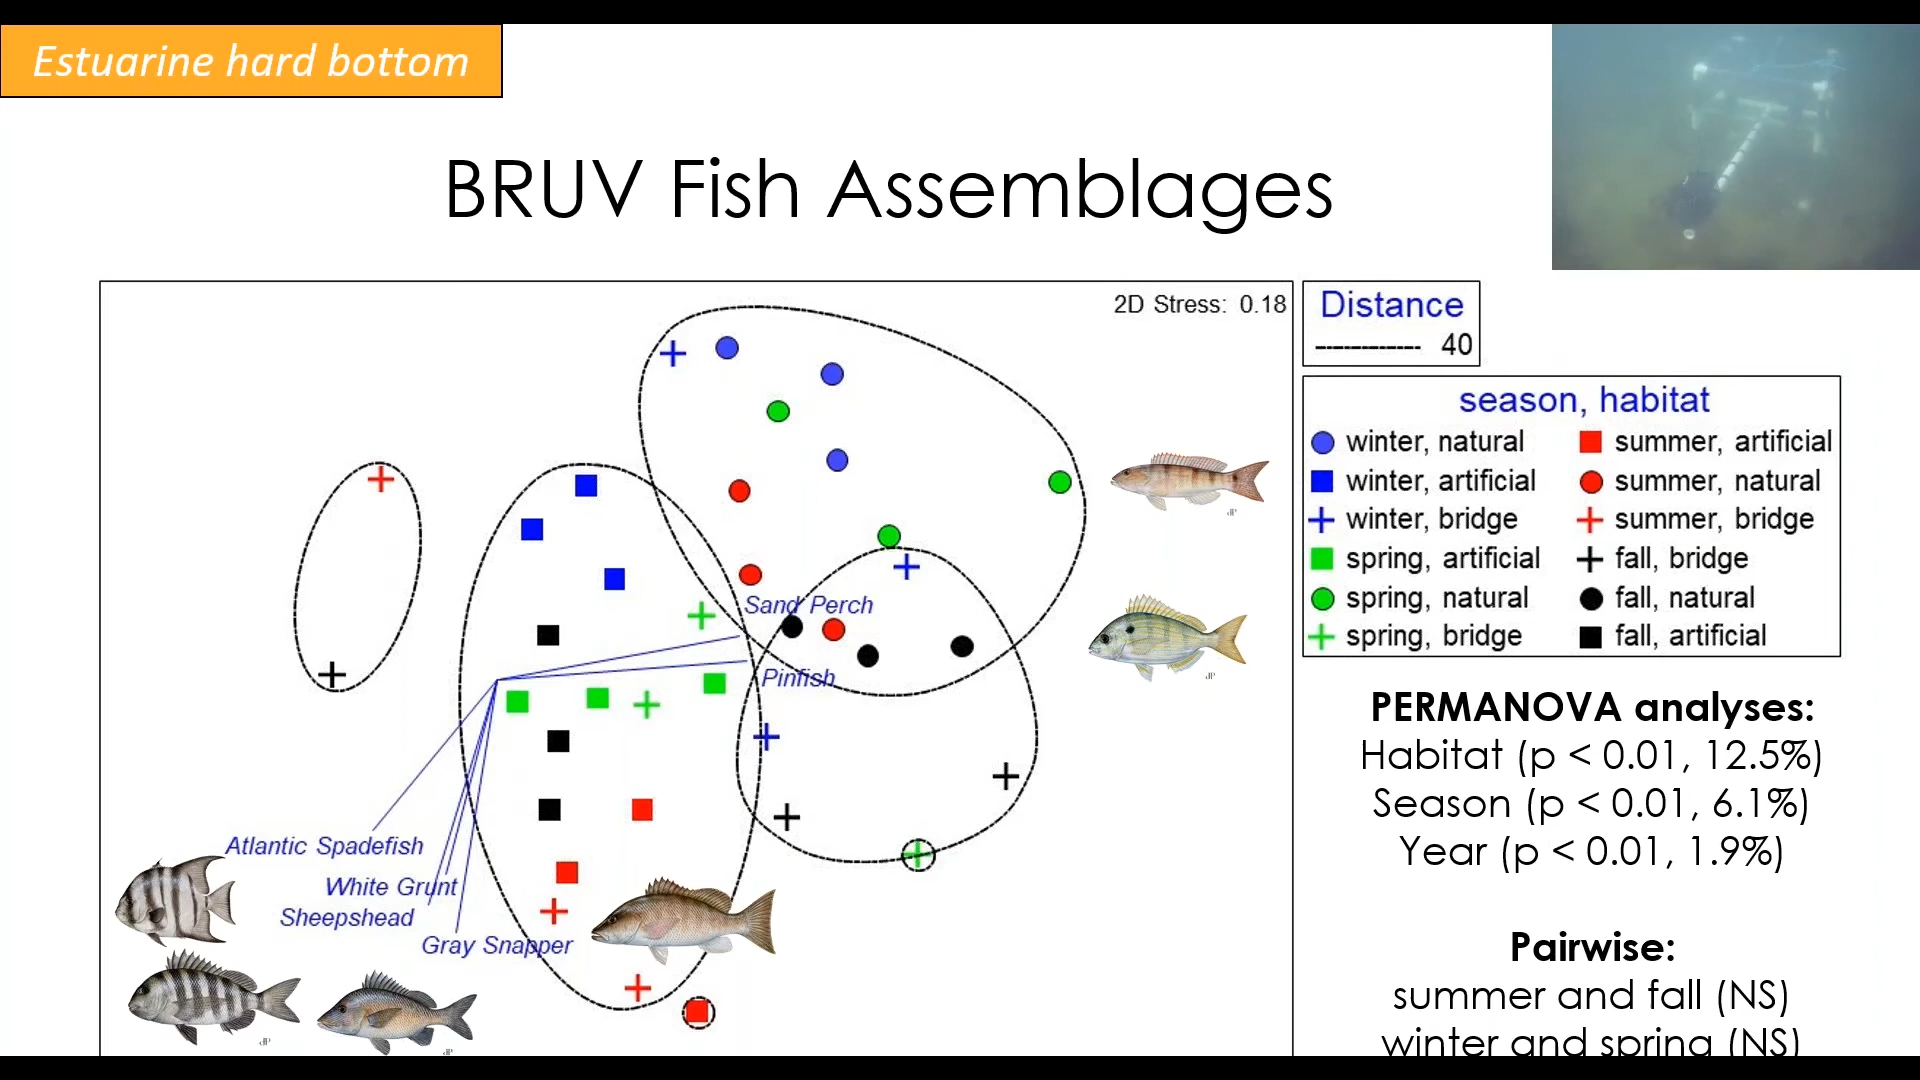 Estuarine hard bottom
BRUV Fish Assemblages
2D Stress: 0.18
Sand Perch
Pinfish
Atlantic Spadefish
White Grunt
Sheepshead
Gray Snapper
Distance
40
season, habitat
winter, natural
winter, artificial
winter, bridge
spring, artificial
spring, natural
spring, bridge
summer, artificial
summer, natural
summer, bridge
fall, bridge
fall, natural
fall, artificial
PERMANOVA analyses:
Habitat (p < 0.01, 12.5%)
Season (p < 0.01, 6.1%)
Year (p < 0.01, 1.9%)
Pairwise:
summer and fall (NS)
winter and spring (NS)